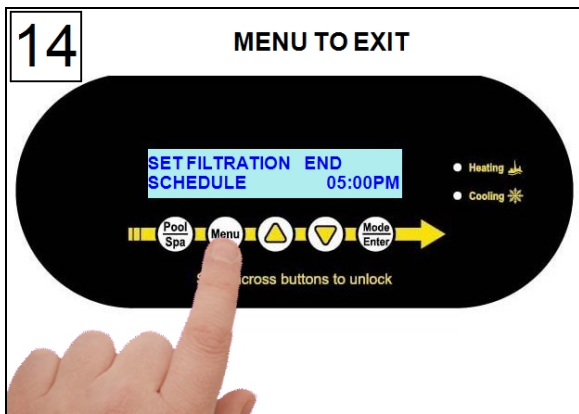 14
MENU TO EXIT
SET FILTRATION END
SCHEDULE 05:00PM
Heating
Cooling
Pool
Spa
Menu
Mode
Enter
cross buttons to unlock